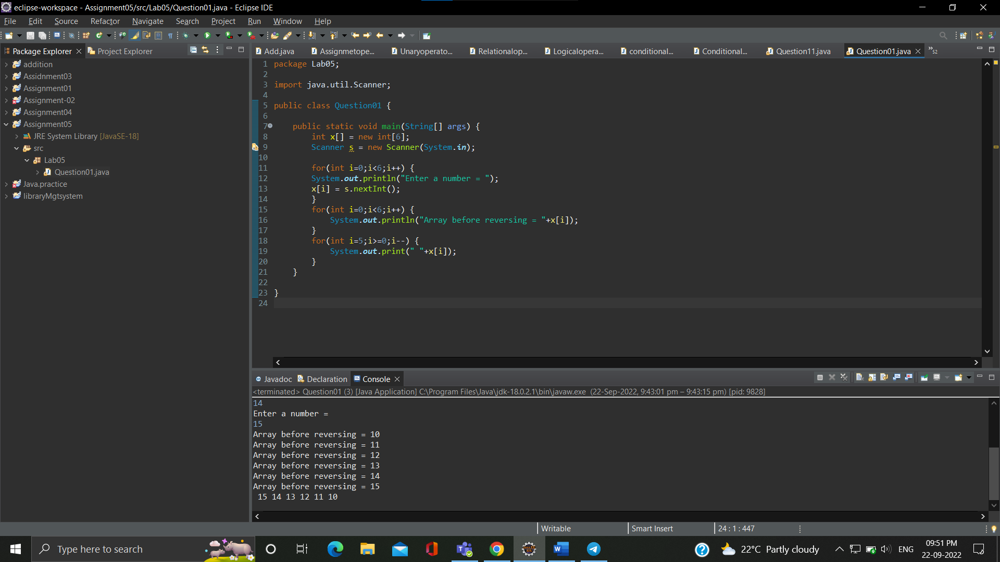 eclipse-workspace - Assignment05/src/Lab05/Question01.java - Eclipse IDE
File Edit Source Refactor Navigate Search Project Run Window Help
Package Explorer Project Explorer
addition
Assidnment03
Assignment01
Assignment-02
Assignment04
Assignment05
JRE System Library [JavaSE-18]
src
Lab05
Question01.java
Java.practice
libraryMgtsystem
Add.java Assignmetope... Unaryoperato... Relationalop... Logicalopera... conditional... Conditional... Question11.java Question01.java »52
1 package Lab05;
2
3 import java.util.Scanner;
4
5 public class Question01 {
6
7 public static void main(String[] args) {
8 int x[] = new int[6];
9 Scanner s = new Scanner(System.in);
10
11 for(int i=0;i<6;i++) {
12 System.out.println("Enter a number = ");
13 x[i] = s.nextInt();
14 }
15 for(int i=0;i<6;i++) {
16 System.out.println("Array before reversing = "+x[i]);
17 }
18 for(int i=5;i>=0;i--) {
19 System.out.print(" "+x[i]);
20 }
21 }
22
23 }
24
Javadoc Declaration Console
<terminated> Question01 (3) [Java Application] C:\Program Files\Java\jdk-18.0.2.1\bin\javaw.exe (22-Sep-2022, 9:43:01 pm – 9:43:15 pm) [pid: 9828]
14
Enter a number =
15
Array before reversing = 10
Array before reversing = 11
Array before reversing = 12
Array before reversing = 13
Array before reversing = 14
Array before reversing = 15
15 14 13 12 11 10
Writable Smart Insert 24 : 1 : 447
Type here to search
22°C Partly cloudy
ENG
09:51 PM
22-09-2022